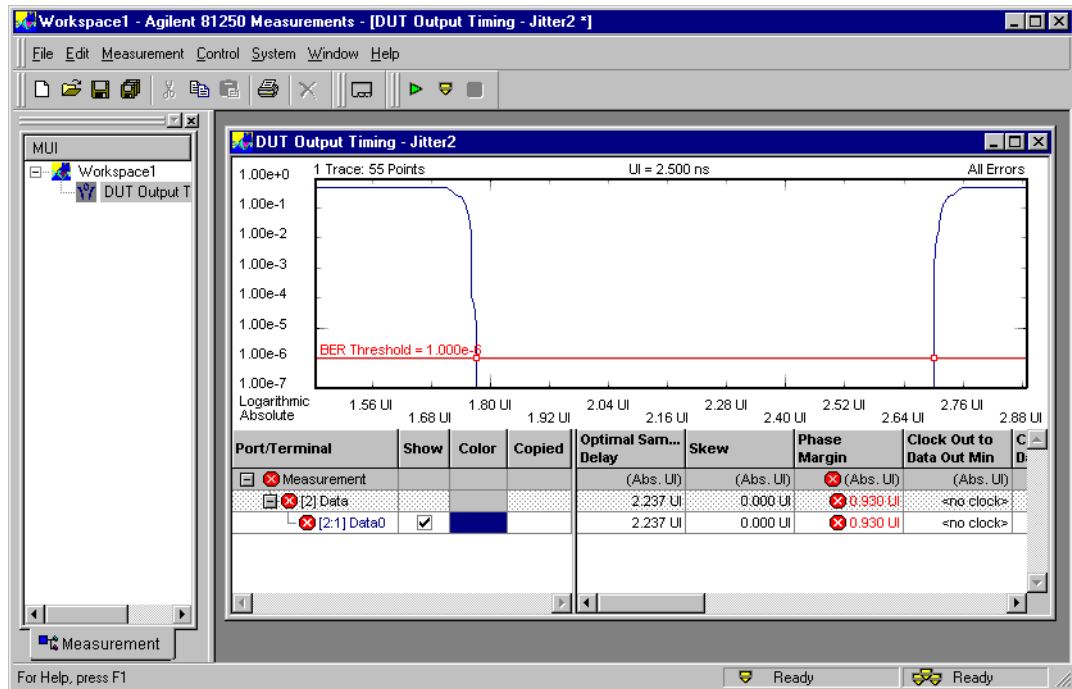 Workspace1 - Agilent 81250 Measurements - [DUT Output Timing - Jitter2 *]
File Edit Measurement Control System Window Help
MUI
Workspace1
DUT Output T
Measurement
DUT Output Timing - Jitter2
1 Trace: 55 Points UI = 2.500 ns All Errors
1.00e+0
1.00e-1
1.00e-2
1.00e-3
1.00e-4
1.00e-5
1.00e-6
1.00e-7
BER Threshold = 1.000e-6
Logarithmic
Absolute
1.56 UI 1.80 UI 2.04 UI 2.28 UI 2.52 UI 2.76 UI
1.68 UI 1.92 UI 2.16 UI 2.40 UI 2.64 UI 2.88 UI
Port/Terminal Show Color Copied Optimal Sam... Delay Skew Phase Margin Clock Out to Data Out Min
Measurement (Abs. UI) (Abs. UI) (Abs. UI) (Abs. UI)
[2] Data 2.237 UI 0.000 UI 0.930 UI <no clock>
[2:1] Data0 2.237 UI 0.000 UI 0.930 UI <no clock>
For Help, press F1 Ready Ready